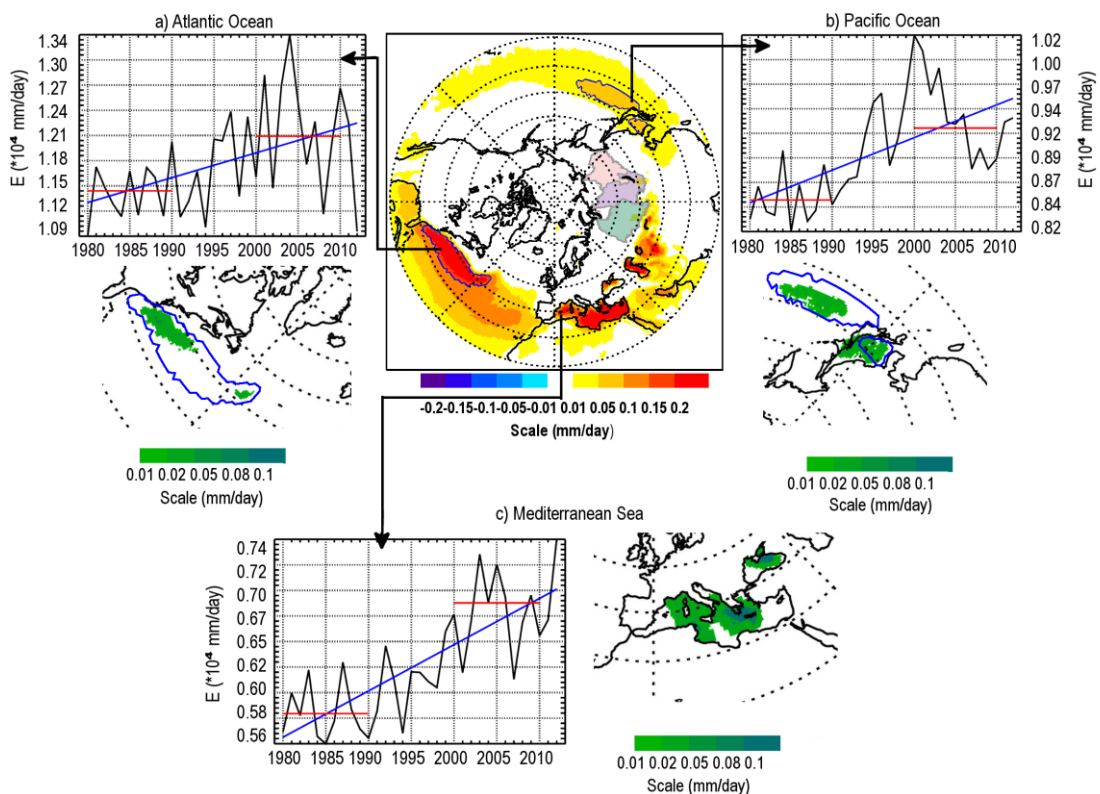 a) Atlantic Ocean
1.34
1.30
1.27
1.24
1.21
1.18
1.15
1.12
1.09
E (*10⁴ mm/day)
1980 1985 1990 1995 2000 2005 2010
0.01 0.02 0.05 0.08 0.1
Scale (mm/day)
-0.2-0.15-0.1-0.05-0.01 0.01 0.05 0.1 0.15 0.2
Scale (mm/day)
b) Pacific Ocean
1.02
1.00
0.97
0.94
0.92
0.89
0.87
0.84
0.82
E (*10⁴ mm/day)
1980 1985 1990 1995 2000 2005 2010
0.01 0.02 0.05 0.08 0.1
Scale (mm/day)
c) Mediterranean Sea
0.74
0.72
0.70
0.67
0.65
0.62
0.60
0.58
0.56
E (*10⁴ mm/day)
1980 1985 1990 1995 2000 2005 2010
0.01 0.02 0.05 0.08 0.1
Scale (mm/day)